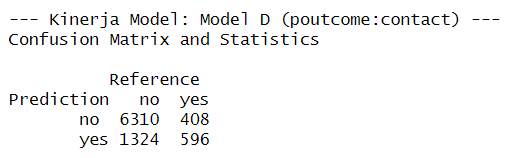 --- Kinerja Model: Model D (poutcome:contact) ---
Confusion Matrix and Statistics
Reference
Prediction no yes
no 6310 408
yes 1324 596